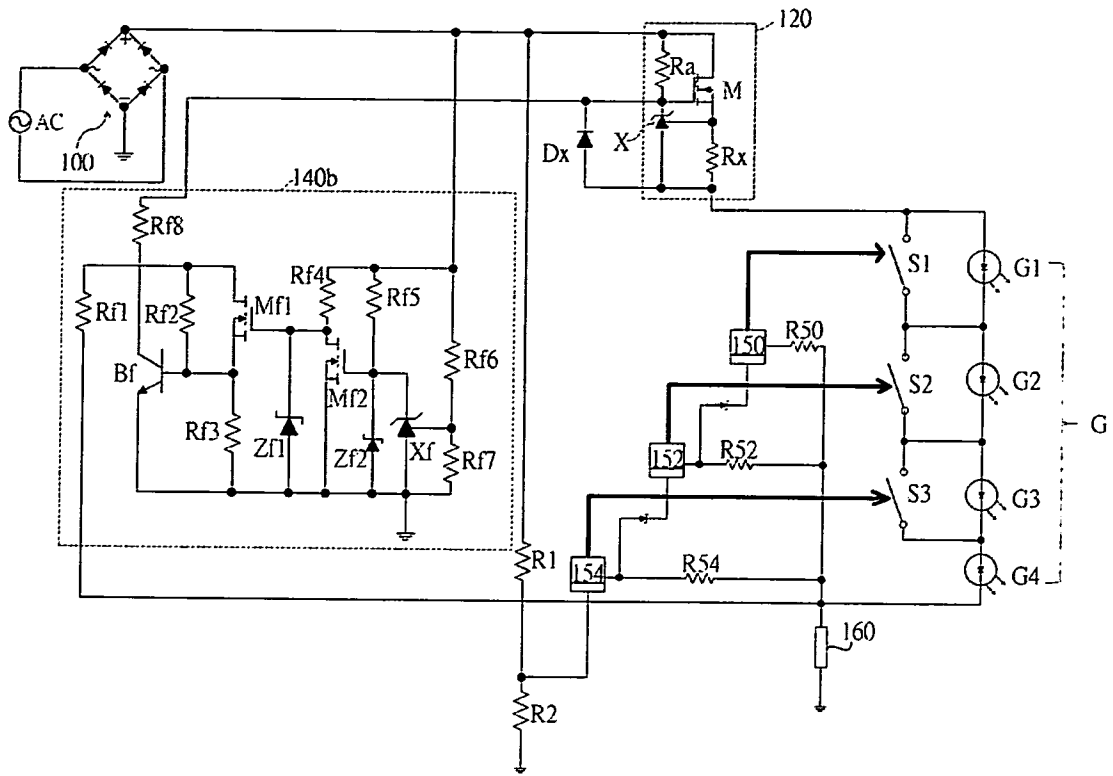 120
Ra
M
AC
X
Dx
Rx
100
140b
Rf8
S1
G1
Rf1
Rf2
Mf1
Rf4
Rf5
150
R50
Rf6
Bf
Mf2
S2
G2
G
Rf3
Zf1
Zf2
Xf
Rf7
152
R52
S3
G3
R1
154
R54
G4
160
R2